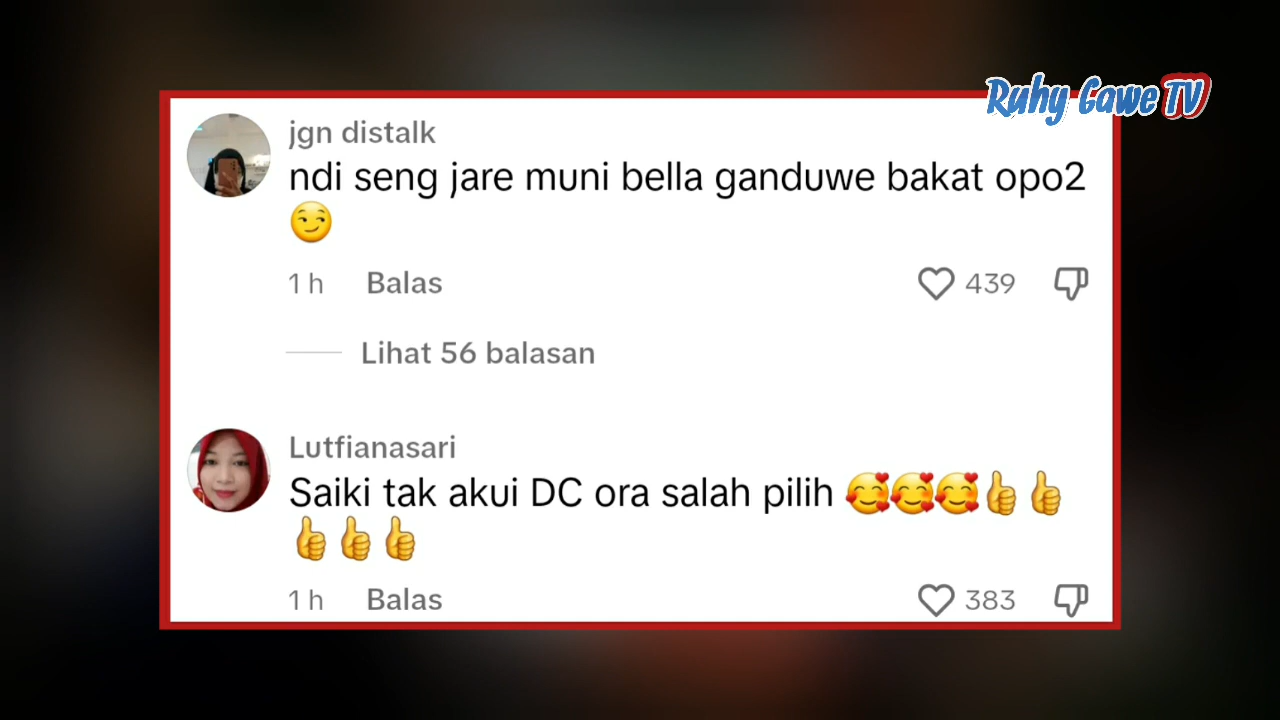 Ruhy Gawe TV
jgn distalk
ndi seng jare muni bella ganduwe bakat opo2
😏
1 h Balas 439
Lihat 56 balasan
Lutfianasari
Saiki tak akui DC ora salah pilih 🥰🥰🥰👍👍
👍👍👍
1 h Balas 383